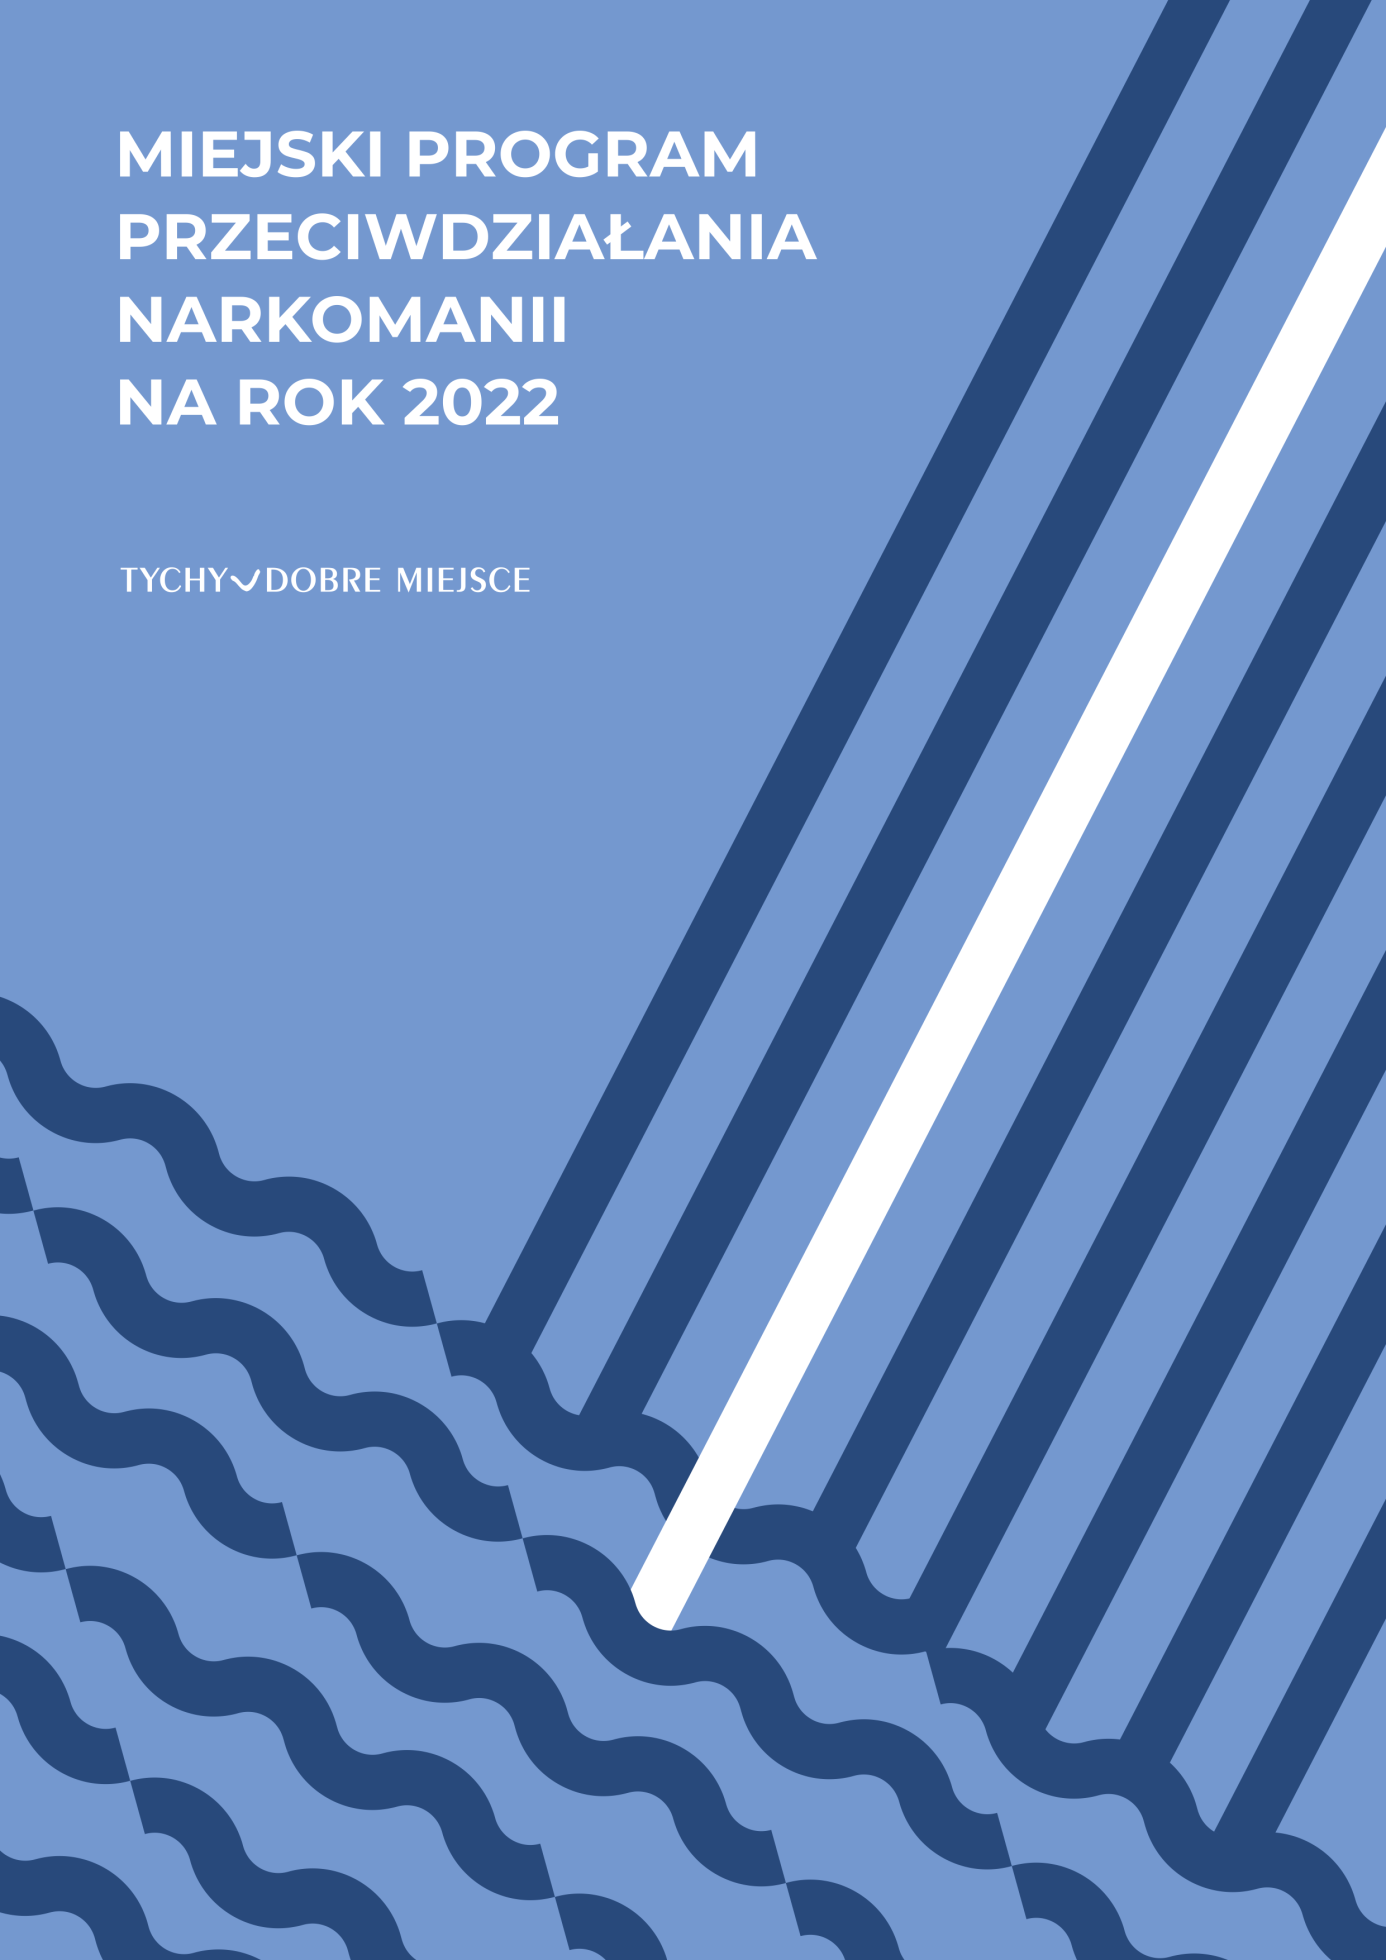 MIEJSKI PROGRAM
PRZECIWDZIAŁANIA
NARKOMANII
NA ROK 2022
TYCHY DOBRE MIEJSCE